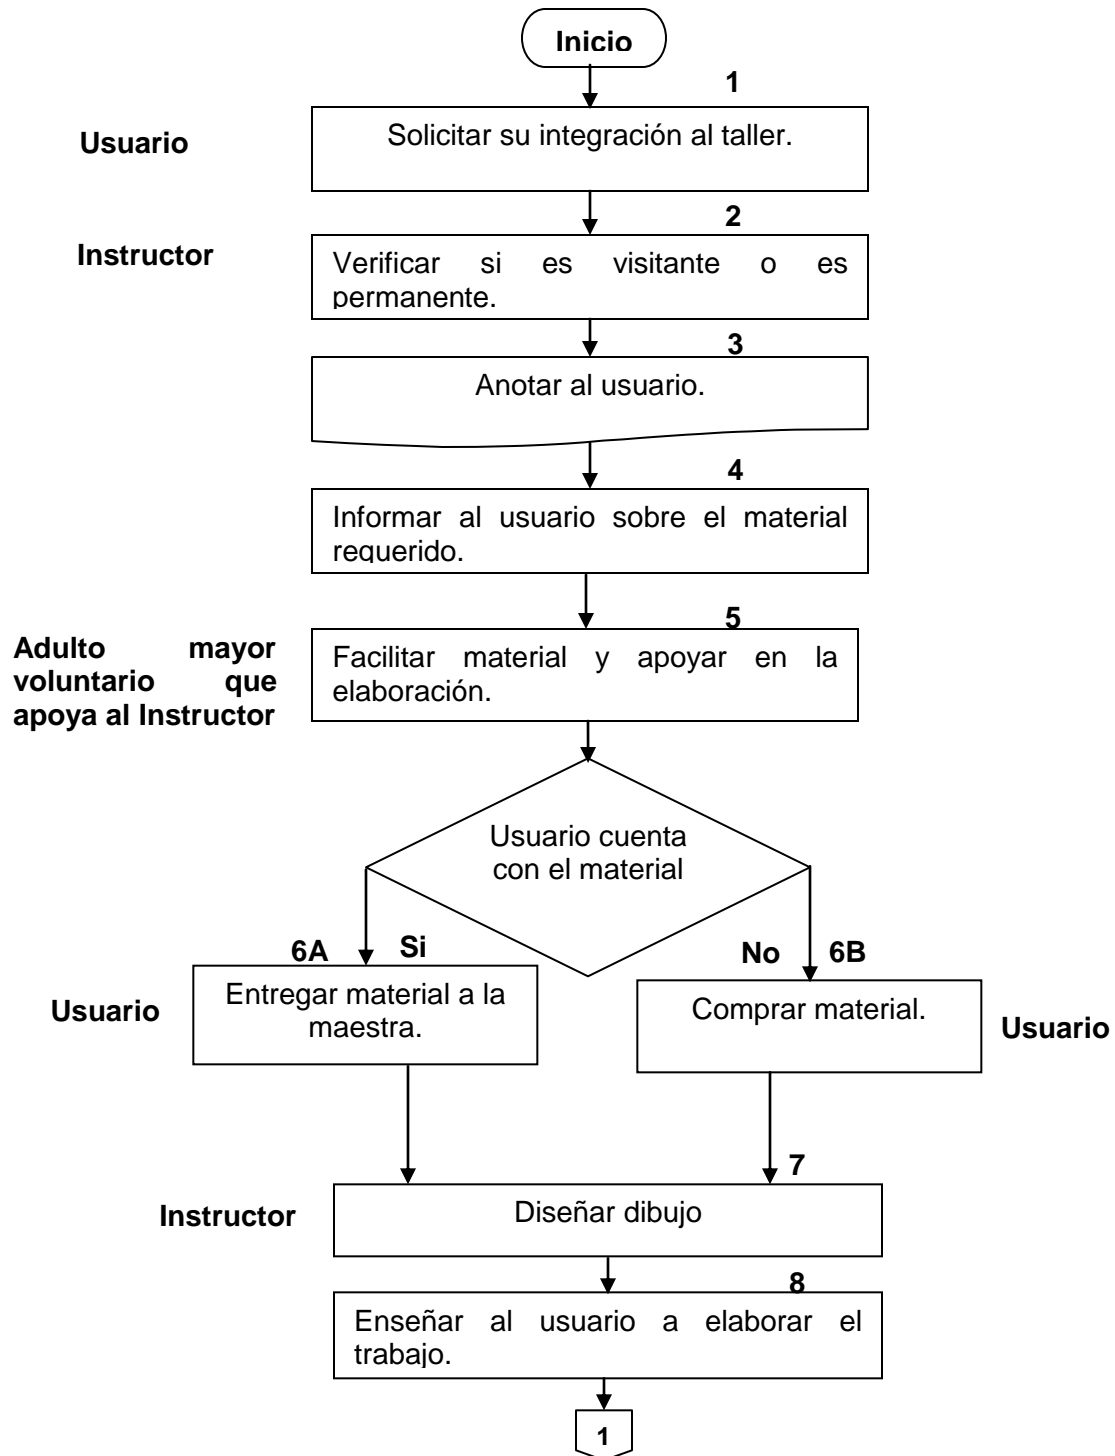 Inicio
1
Usuario
Solicitar su integración al taller.
2
Instructor
Verificar si es visitante o es
permanente.
3
Anotar al usuario.
4
Informar al usuario sobre el material
requerido.
5
Adulto mayor
voluntario que
apoya al Instructor
Facilitar material y apoyar en la
elaboración.
Usuario cuenta
con el material
6A Si
No 6B
Usuario
Entregar material a la
maestra.
Comprar material.
Usuario
7
Instructor
Diseñar dibujo
8
Enseñar al usuario a elaborar el
trabajo.
1